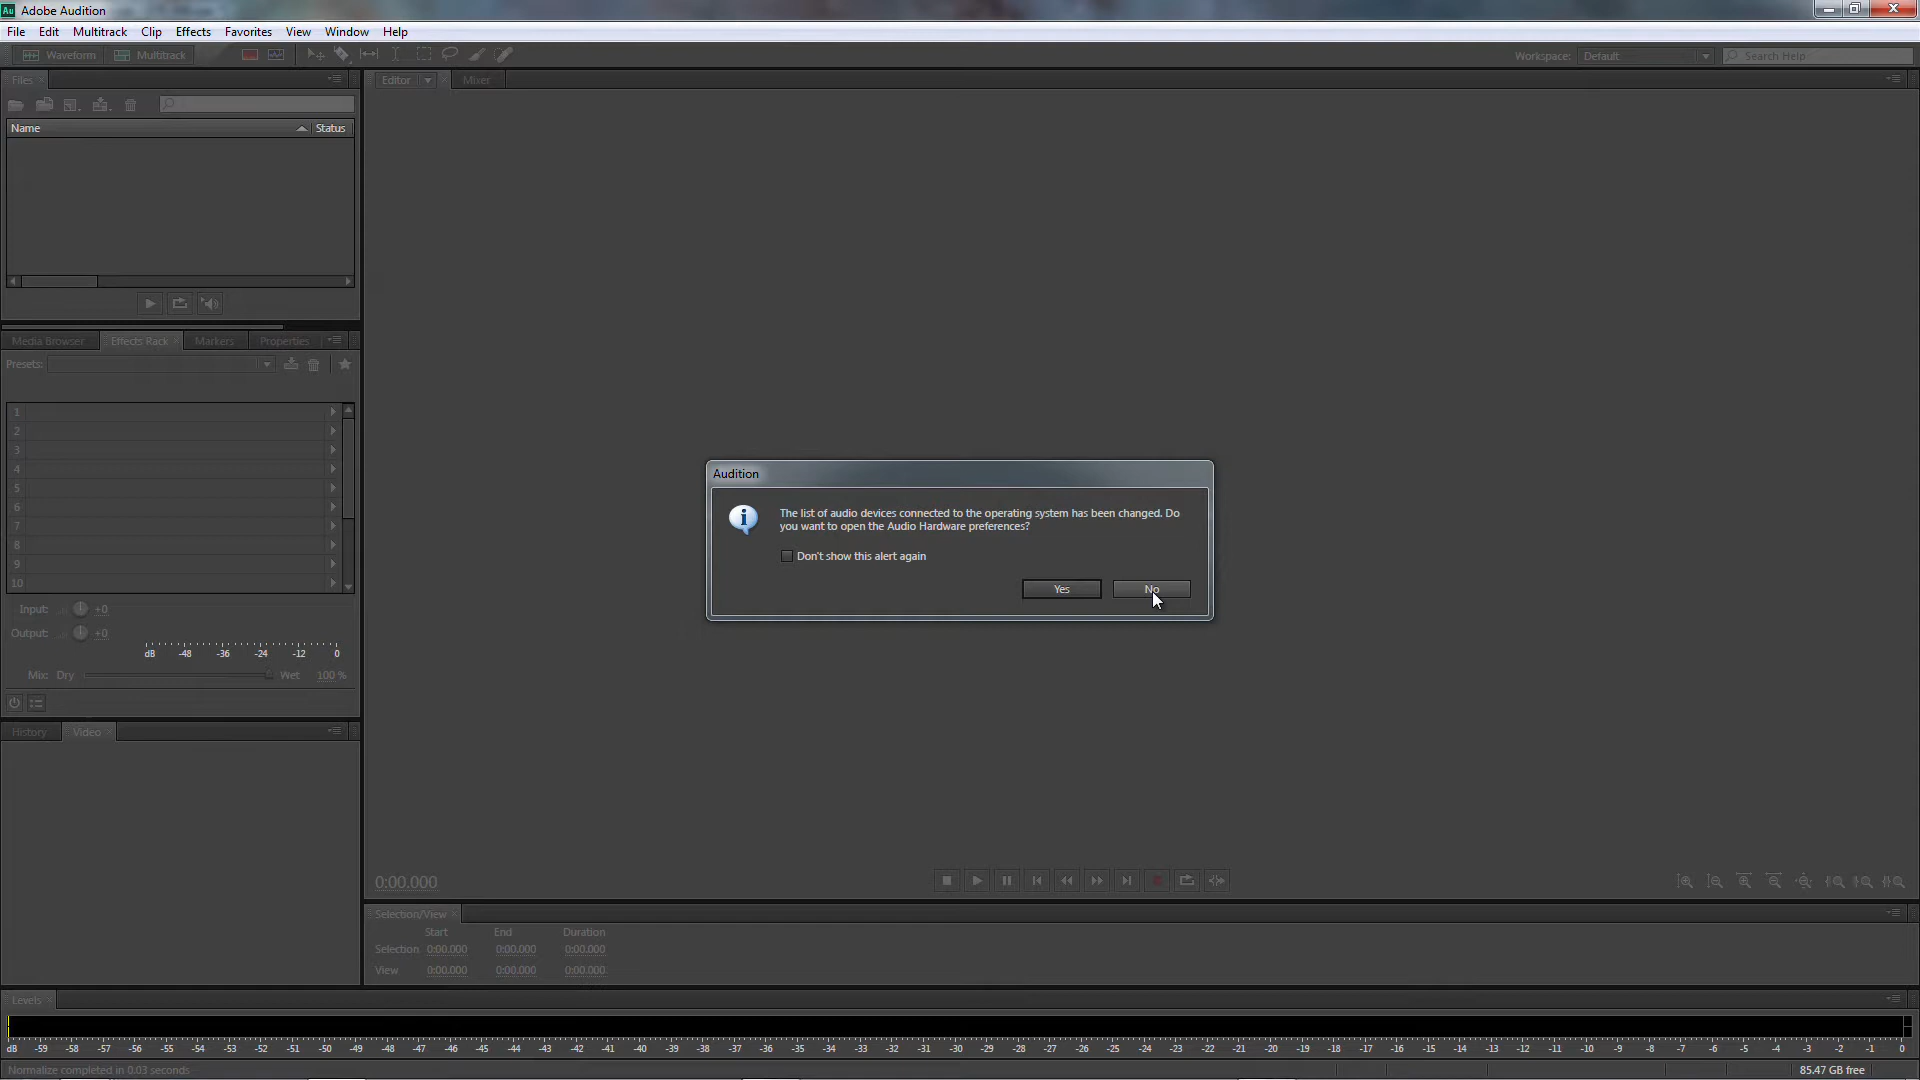 Au Adobe Audition
File Edit Multitrack Clip Effects Favorites View Window Help
Waveform Multitrack Workspace: Default Search Help
Files Editor Mixer
Name Status
Media Browser Effects Rack Markers Properties
Presets:
1
2
3
4
5
6
7
8
9
10
Audition
The list of audio devices connected to the operating system has been changed. Do
you want to open the Audio Hardware preferences?
Don't show this alert again
Yes No
Input: +0
Output: +0
dB -48 -36 -24 -12 0
Mix: Dry Wet 100 %
History Video
0:00.000
Selection/View
Start End Duration
Selection 0:00.000 0:00.000 0:00.000
View 0:00.000 0:00.000 0:00.000
Levels
dB -59 -58 -57 -56 -55 -54 -53 -52 -51 -50 -49 -48 -47 -46 -45 -44 -43 -42 -41 -40 -39 -38 -37 -36 -35 -34 -33 -32 -31 -30 -29 -28 -27 -26 -25 -24 -23 -22 -21 -20 -19 -18 -17 -16 -15 -14 -13 -12 -11 -10 -9 -8 -7 -6 -5 -4 -3 -2 -1 0
Normalize completed in 0.03 seconds 85.47 GB free